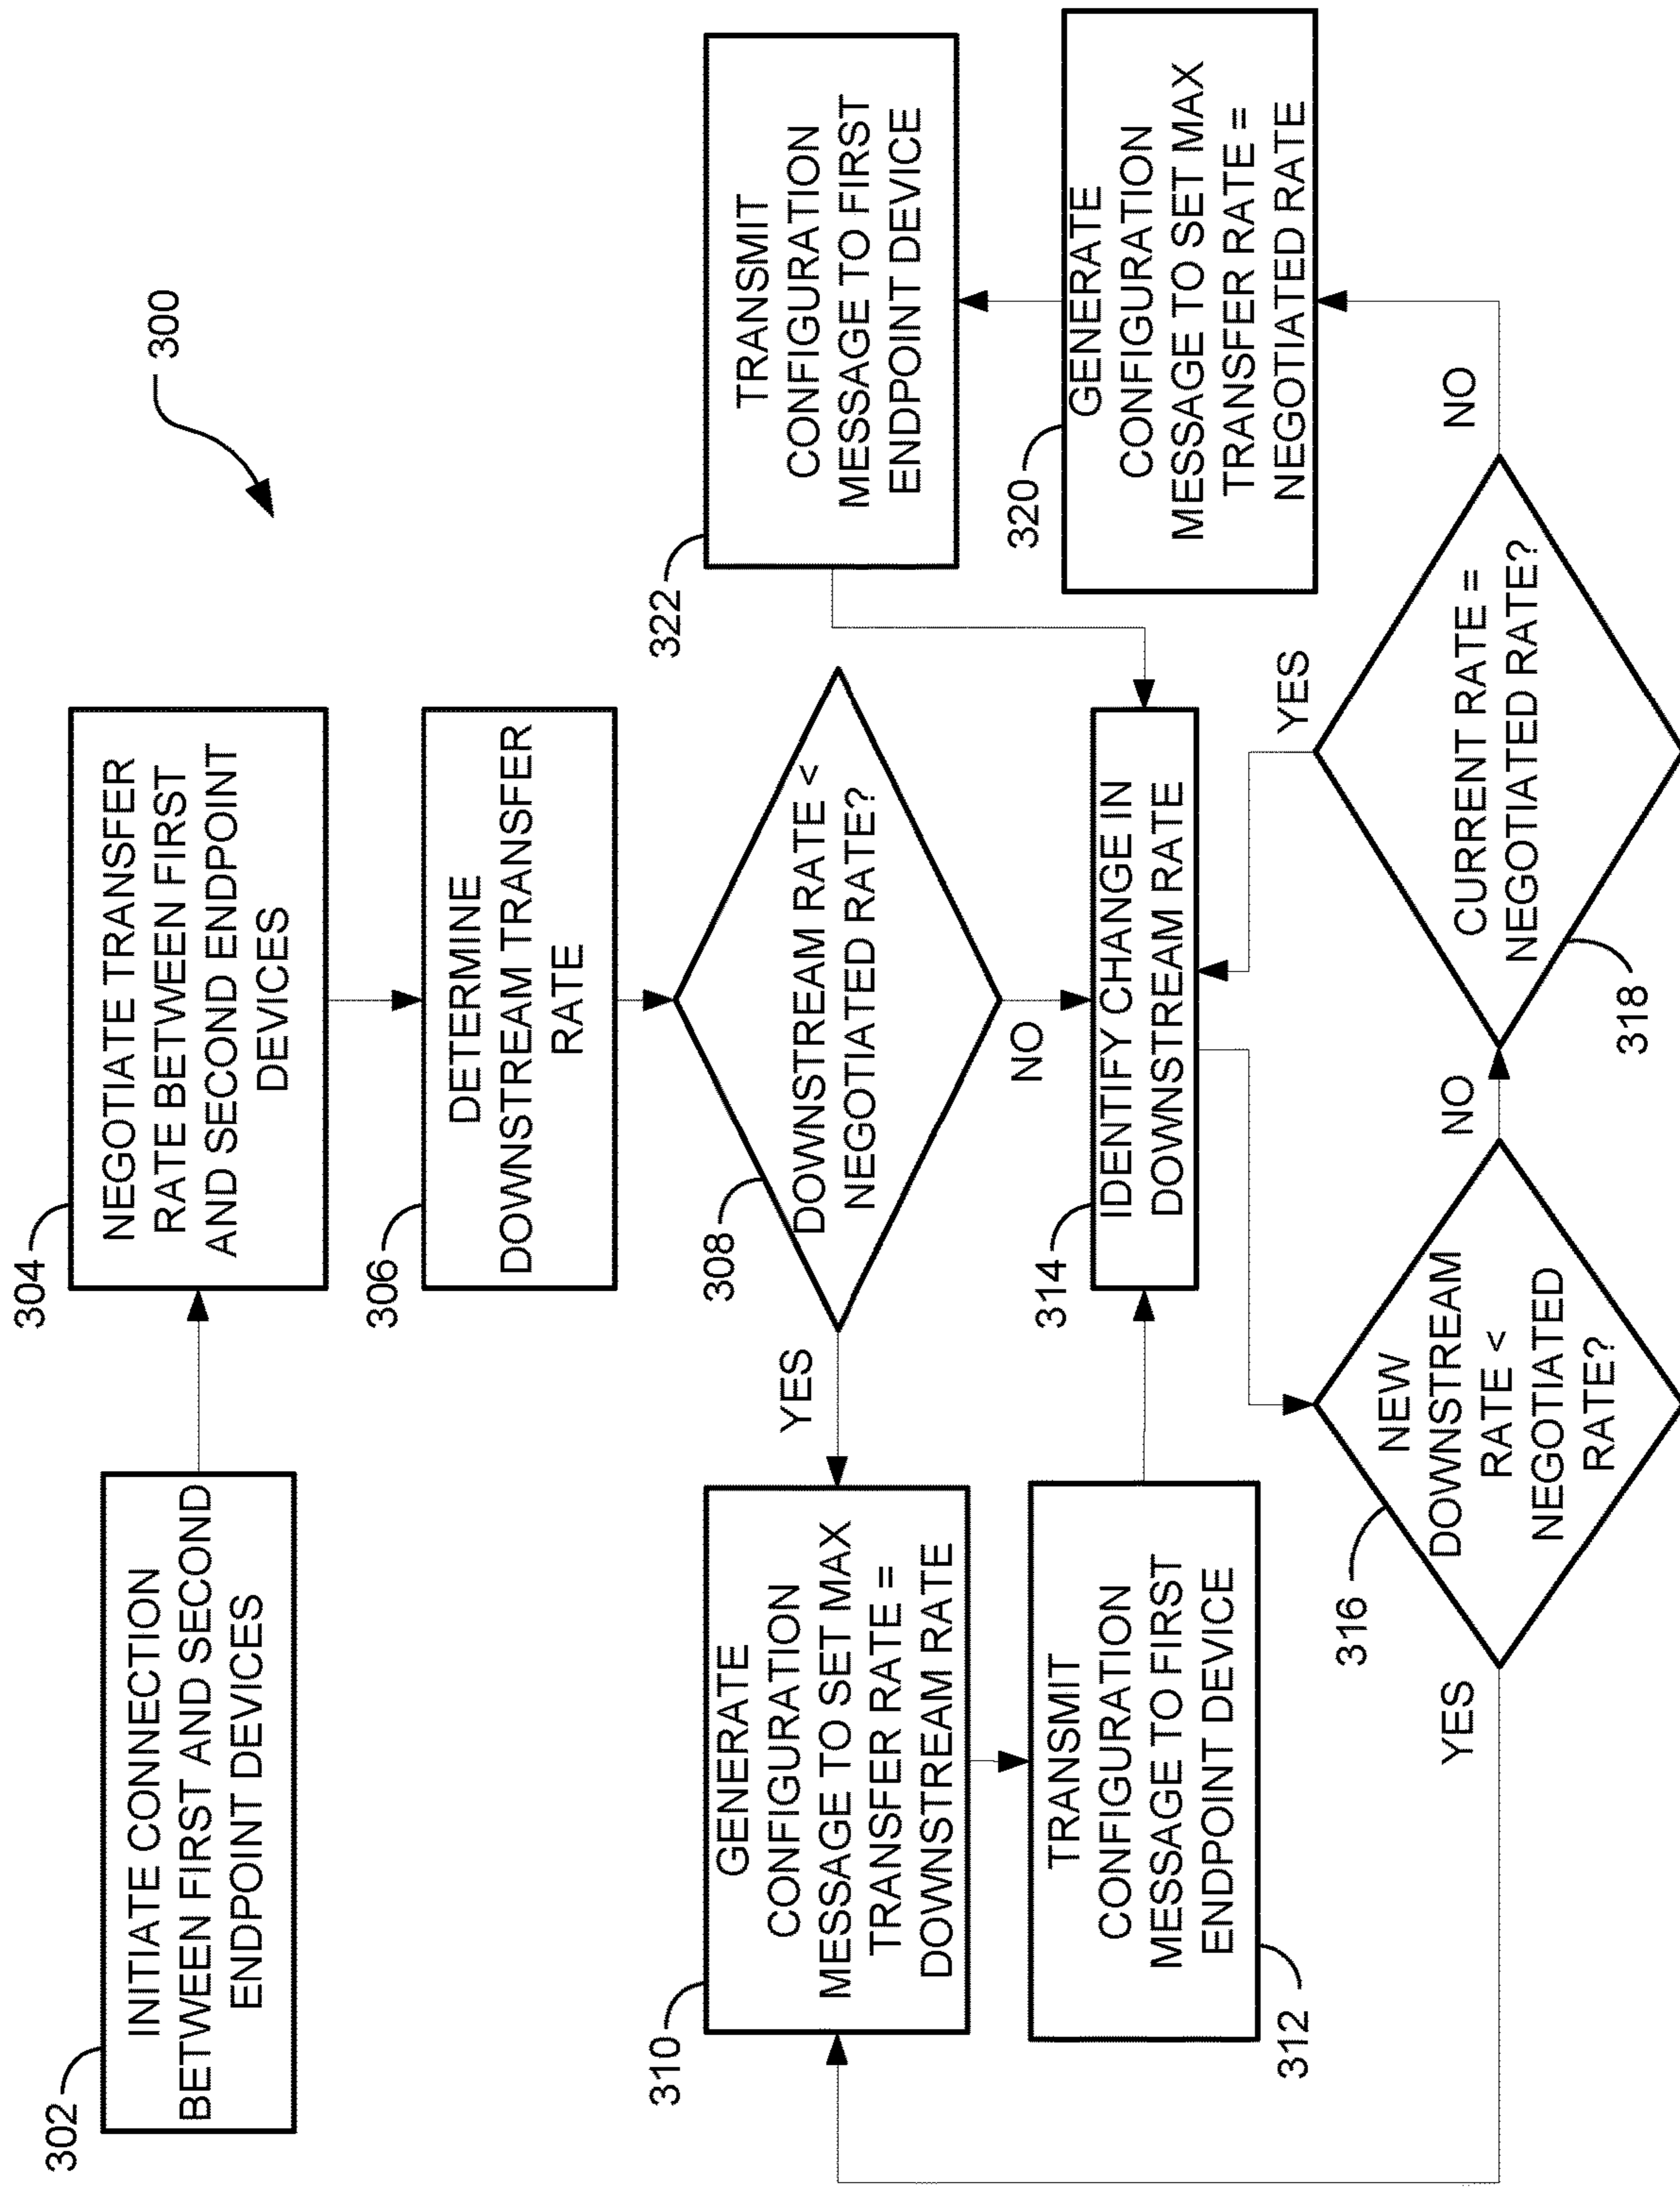 300
302
INITIATE CONNECTION
BETWEEN FIRST AND SECOND
ENDPOINT DEVICES
304
NEGOTIATE TRANSFER
RATE BETWEEN FIRST
AND SECOND ENDPOINT
DEVICES
306
DETERMINE
DOWNSTREAM TRANSFER
RATE
308
DOWNSTREAM RATE <
NEGOTIATED RATE?
YES
NO
310
GENERATE
CONFIGURATION
MESSAGE TO SET MAX
TRANSFER RATE =
DOWNSTREAM RATE
312
TRANSMIT
CONFIGURATION
MESSAGE TO FIRST
ENDPOINT DEVICE
314
IDENTIFY CHANGE IN
DOWNSTREAM RATE
316
NEW
DOWNSTREAM
RATE <
NEGOTIATED
RATE?
YES
NO
318
CURRENT RATE =
NEGOTIATED RATE?
YES
NO
320
GENERATE
CONFIGURATION
MESSAGE TO SET MAX
TRANSFER RATE =
NEGOTIATED RATE
322
TRANSMIT
CONFIGURATION
MESSAGE TO FIRST
ENDPOINT DEVICE